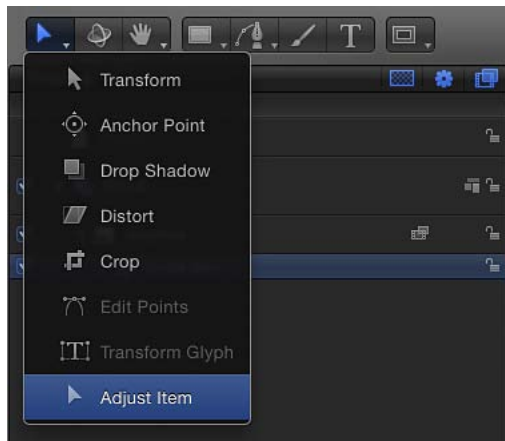 T
Transform
Anchor Point
Drop Shadow
Distort
Crop
Edit Points
T Transform Glyph
Adjust Item